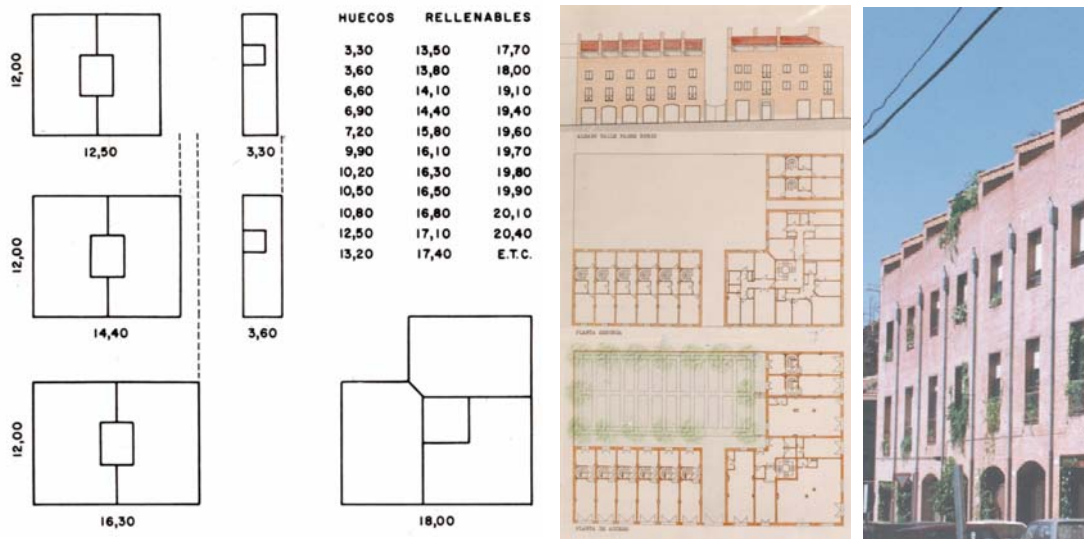 12,00
12,50
3,30
12,00
14,40
3,60
12,00
16,30
18,00
HUECOS RELLENABLES
3,30 13,50 17,70
3,60 13,80 18,00
6,60 14,10 19,10
6,90 14,40 19,40
7,20 15,80 19,60
9,90 16,10 19,70
10,20 16,30 19,80
10,50 16,50 19,90
10,80 16,80 20,10
12,50 17,10 20,40
13,20 17,40 E.T.C.
PLANTA DE ACCESO